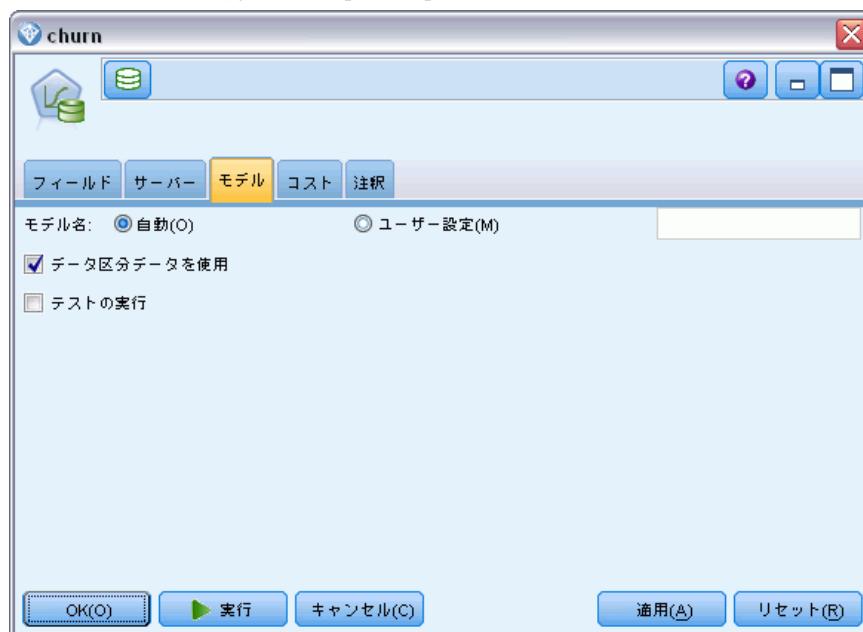 churn
フィールド サーバー モデル コスト 注釈
モデル名: 自動(O) ユーザー設定(M)
データ区分データを使用
テストの実行
OK(O) 実行 キャンセル(C) 適用(A) リセット(R)